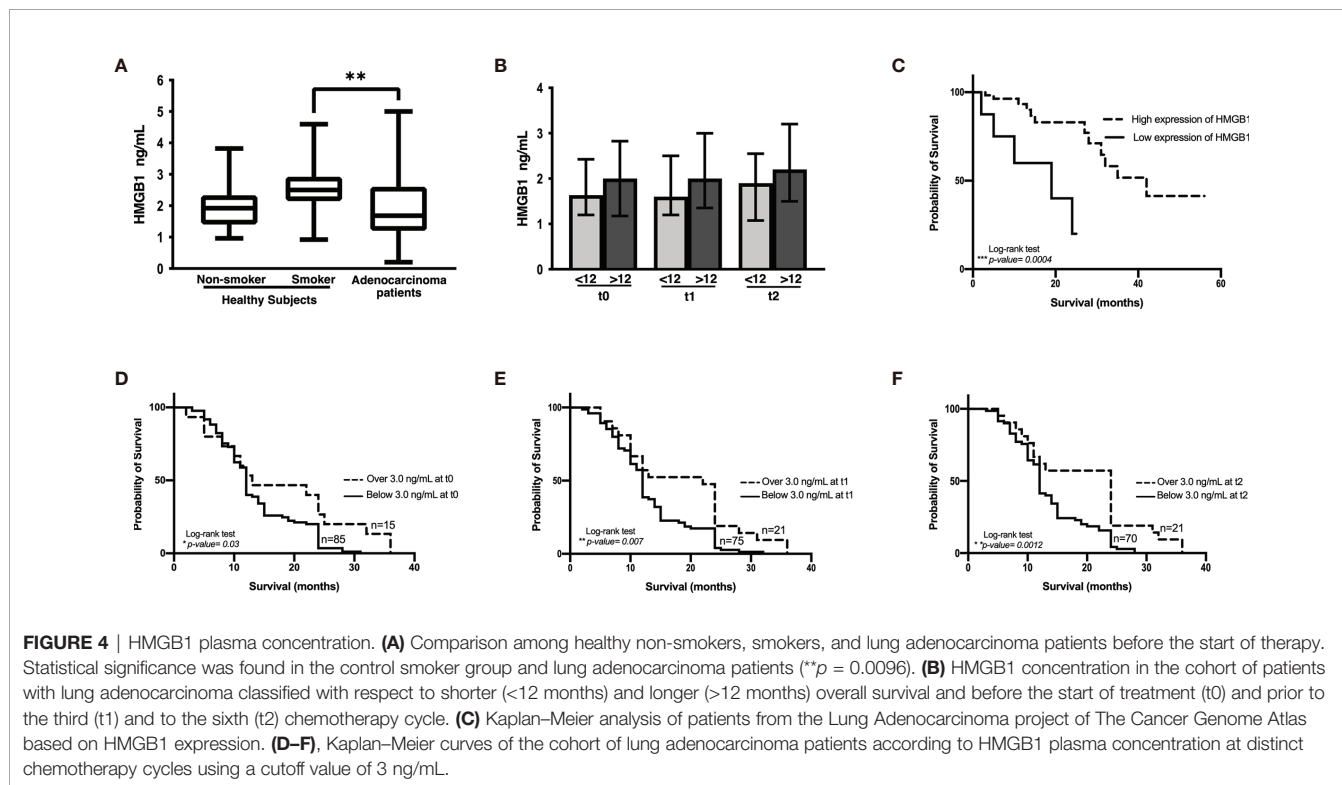 A
6
5
4
3
2
1
0
HMGB1 ng/mL
**
Non-smoker
Smoker
Adenocarcinoma
patients
Healthy Subjects
B
4
3
2
1
0
HMGB1 ng/mL
<12 >12
<12 >12
<12 >12
t0
t1
t2
C
100
50
0
Probability of Survival
High expression of HMGB1
Low expression of HMGB1
Log-rank test
*** p-value= 0.0004
0
20
40
60
Survival (months)
D
100
50
0
Probability of Survival
Over 3.0 ng/mL at t0
Below 3.0 ng/mL at t0
n=15
n=85
Log-rank test
* p-value= 0.03
0
10
20
30
40
Survival (months)
E
100
50
0
Probability of Survival
Over 3.0 ng/mL at t1
Below 3.0 ng/mL at t1
n=21
n=75
Log-rank test
** p-value= 0.007
0
10
20
30
40
Survival (months)
F
100
50
0
Probability of Survival
Over 3.0 ng/mL at t2
Below 3.0 ng/mL at t2
n=21
n=70
Log-rank test
* *p-value= 0.0012
0
10
20
30
40
Survival (months)
FIGURE 4 | HMGB1 plasma concentration. (A) Comparison among healthy non-smokers, smokers, and lung adenocarcinoma patients before the start of therapy.
Statistical significance was found in the control smoker group and lung adenocarcinoma patients (**p = 0.0096). (B) HMGB1 concentration in the cohort of patients
with lung adenocarcinoma classified with respect to shorter (<12 months) and longer (>12 months) overall survival and before the start of treatment (t0) and prior to
the third (t1) and to the sixth (t2) chemotherapy cycle. (C) Kaplan–Meier analysis of patients from the Lung Adenocarcinoma project of The Cancer Genome Atlas
based on HMGB1 expression. (D–F), Kaplan–Meier curves of the cohort of lung adenocarcinoma patients according to HMGB1 plasma concentration at distinct
chemotherapy cycles using a cutoff value of 3 ng/mL.